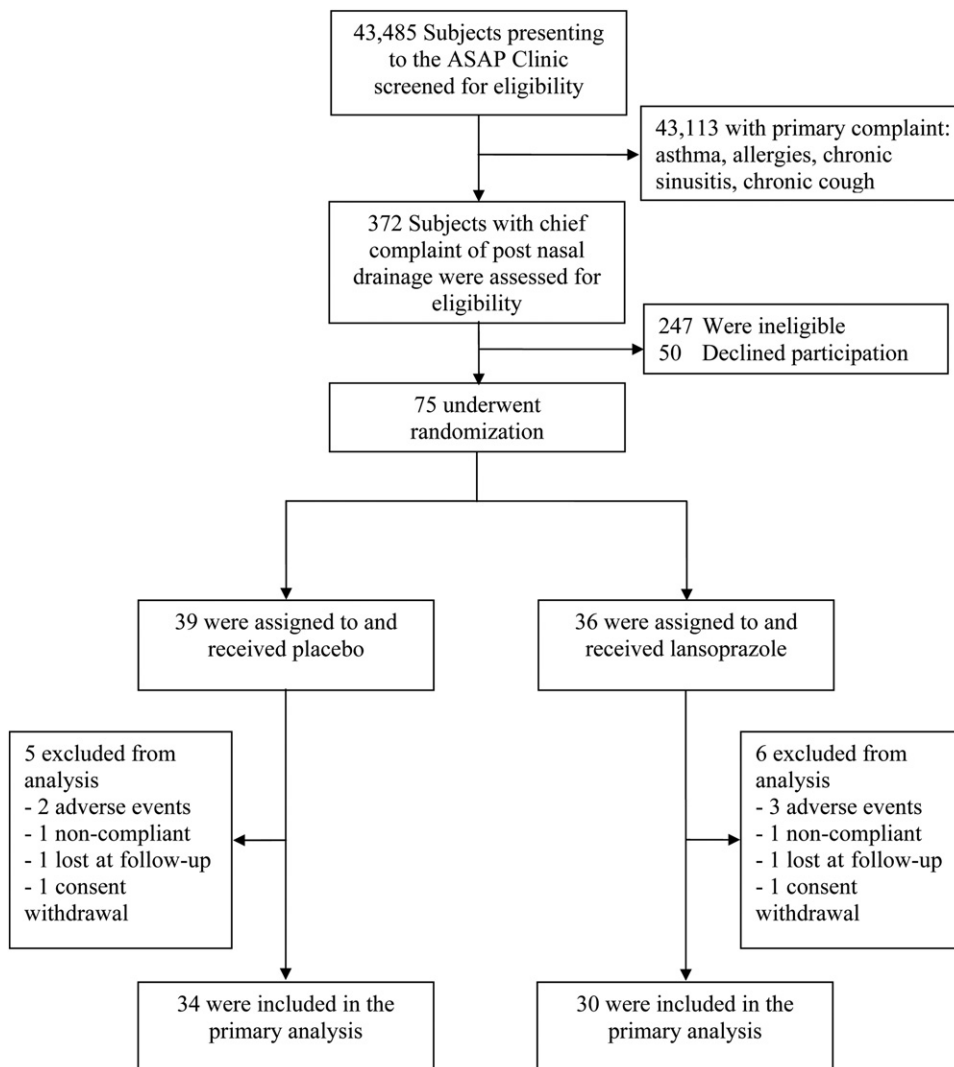 43,485 Subjects presenting
to the ASAP Clinic
screened for eligibility
43,113 with primary complaint:
asthma, allergies, chronic
sinusitis, chronic cough
372 Subjects with chief
complaint of post nasal
drainage were assessed for
eligibility
247 Were ineligible
50 Declined participation
75 underwent
randomization
39 were assigned to and
received placebo
36 were assigned to and
received lansoprazole
5 excluded from
analysis
- 2 adverse events
- 1 non-compliant
- 1 lost at follow-up
- 1 consent
withdrawal
6 excluded from
analysis
- 3 adverse events
- 1 non-compliant
- 1 lost at follow-up
- 1 consent
withdrawal
34 were included in the
primary analysis
30 were included in the
primary analysis